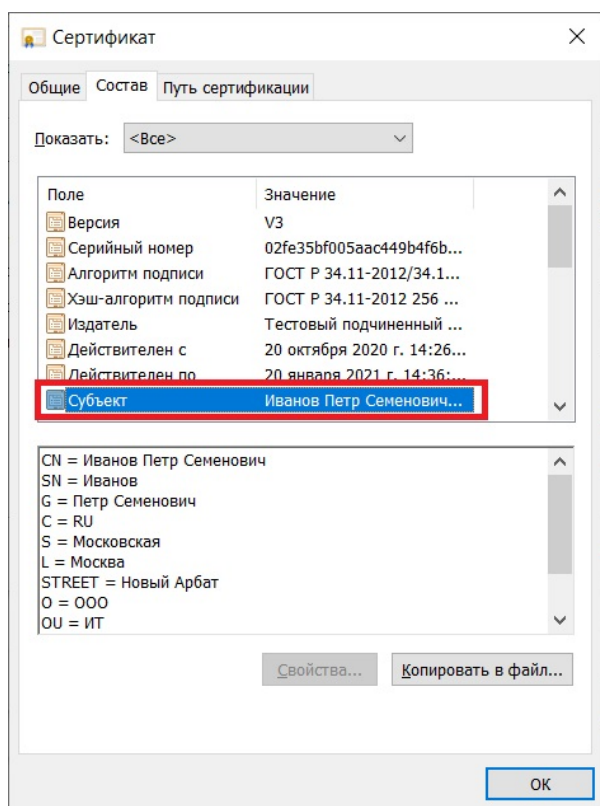 Сертификат
Общие Состав Путь сертификации
Показать: <Все>
Поле Значение
Версия V3
Серийный номер 02fe35bf005aac449b4f6b...
Алгоритм подписи ГОСТ Р 34.11-2012/34.1...
Хэш-алгоритм подписи ГОСТ Р 34.11-2012 256 ...
Издатель Тестовый подчиненный ...
Действителен с 20 октября 2020 г. 14:26...
Действителен по 20 января 2021 г. 14:36:...
Субъект Иванов Петр Семенович...
CN = Иванов Петр Семенович
SN = Иванов
G = Петр Семенович
C = RU
S = Московская
L = Москва
STREET = Новый Арбат
O = ООО
OU = ИТ
Свойства... Копировать в файл...
ОК